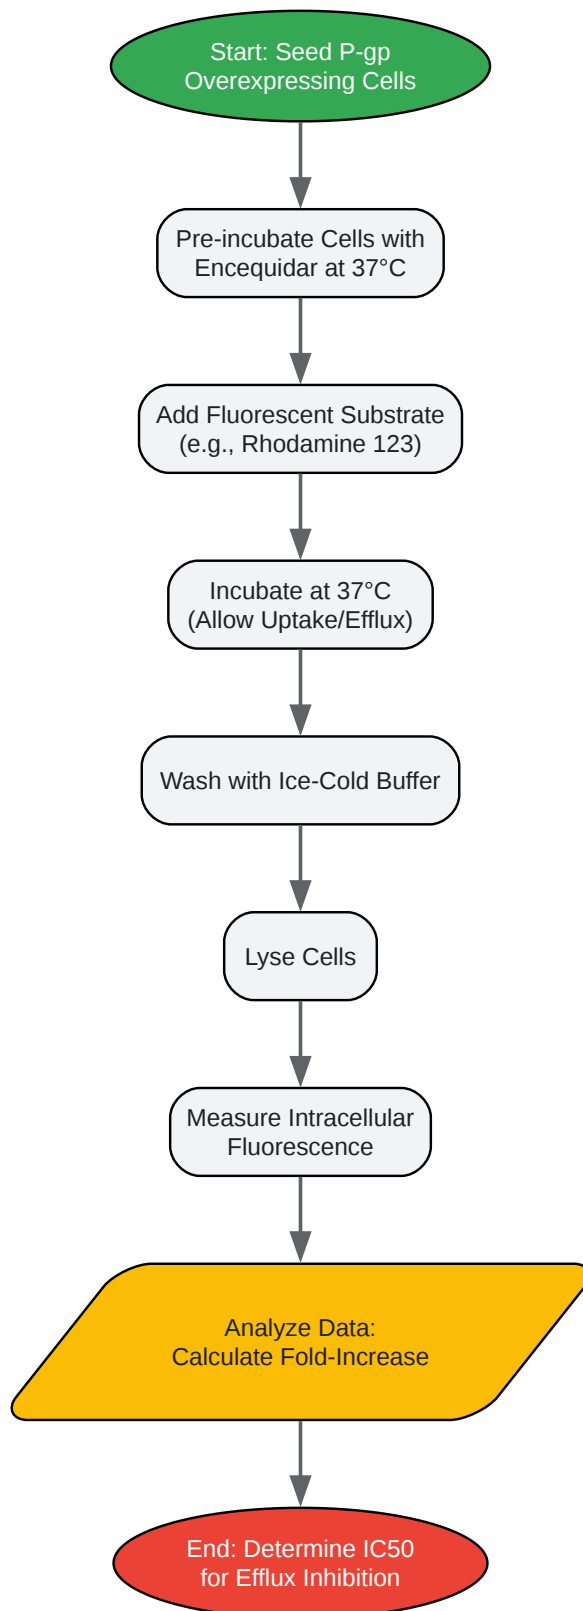 Start: Seed P-gp
Overexpressing Cells
Pre-incubate Cells with
Encequidar at 37°C
Add Fluorescent Substrate
(e.g., Rhodamine 123)
Incubate at 37°C
(Allow Uptake/Efflux)
Wash with Ice-Cold Buffer
Lyse Cells
Measure Intracellular
Fluorescence
Analyze Data:
Calculate Fold-Increase
End: Determine IC50
for Efflux Inhibition